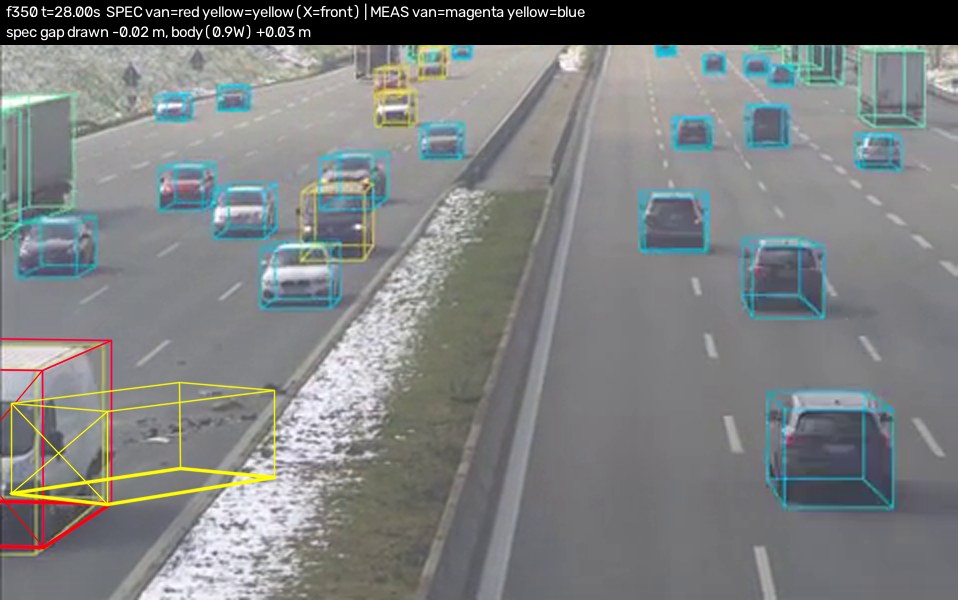 f350 t=28.00s SPEC van=red yellow=yellow (X=front) | MEAS van=magenta yellow=blue
spec gap drawn -0.02 m, body (0.9W) +0.03 m